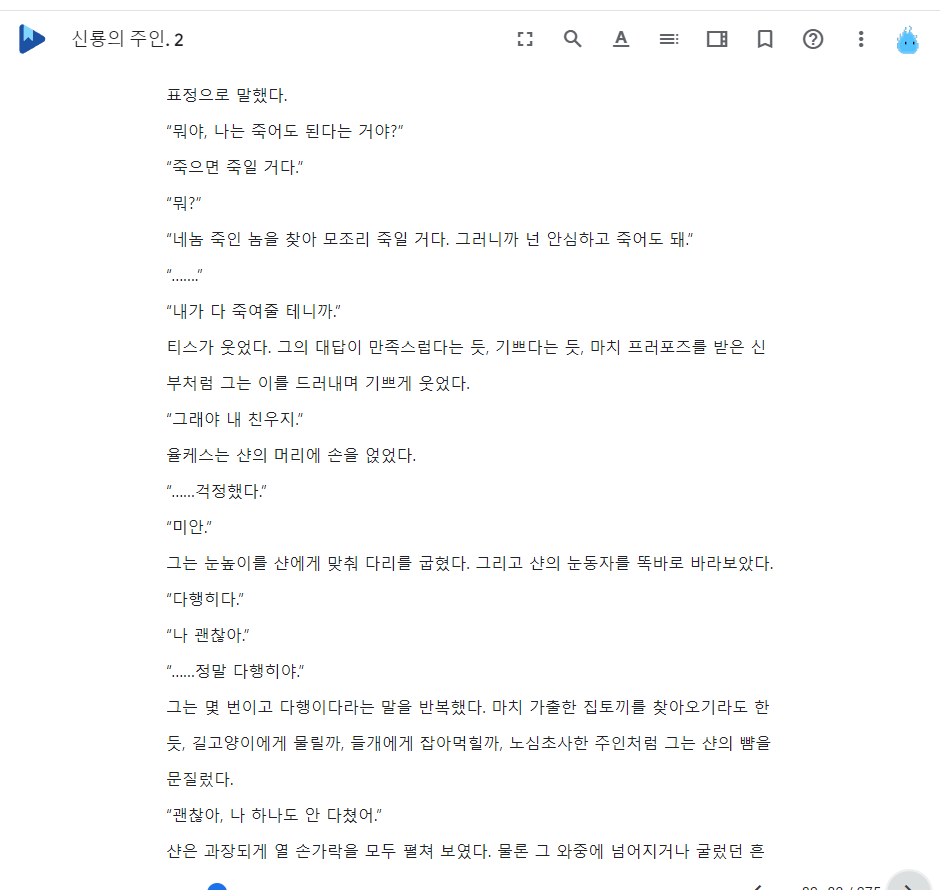 신룡의 주인. 2
표정으로 말했다.
“뭐야, 나는 죽어도 된다는 거야?”
“죽으면 죽일 거다.”
“뭐?”
“네놈 죽인 놈을 찾아 모조리 죽일 거다. 그러니까 넌 안심하고 죽어도 돼.”
“…….”
“내가 다 죽여줄 테니까.”
티스가 웃었다. 그의 대답이 만족스럽다는 듯, 기쁘다는 듯, 마치 프러포즈를 받은 신
부처럼 그는 이를 드러내며 기쁘게 웃었다.
“그래야 내 친우지.”
율케스는 샨의 머리에 손을 얹었다.
“……걱정했다.”
“미안.”
그는 눈높이를 샨에게 맞춰 다리를 굽혔다. 그리고 샨의 눈동자를 똑바로 바라보았다.
“다행히다.”
“나 괜찮아.”
“……정말 다행히야.”
그는 몇 번이고 다행이다라는 말을 반복했다. 마치 가출한 집토끼를 찾아오기라도 한
듯, 길고양이에게 물릴까, 들개에게 잡아먹힐까, 노심초사한 주인처럼 그는 샨의 뺨을
문질렀다.
“괜찮아, 나 하나도 안 다쳤어.”
샨은 과장되게 열 손가락을 모두 펼쳐 보였다. 물론 그 와중에 넘어지거나 굴렀던 흔